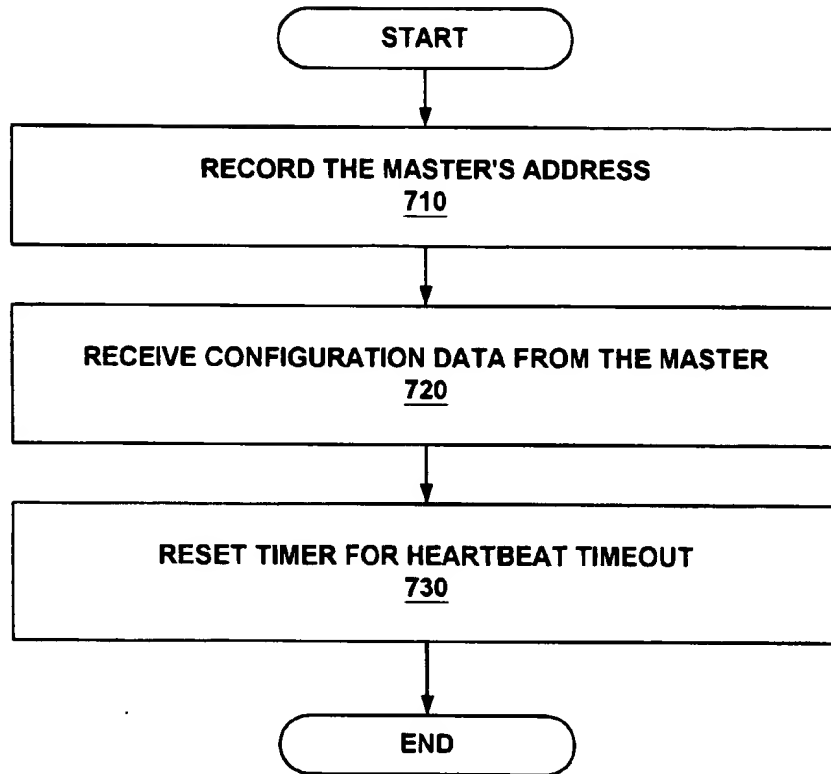 START
RECORD THE MASTER'S ADDRESS
710
RECEIVE CONFIGURATION DATA FROM THE MASTER
720
RESET TIMER FOR HEARTBEAT TIMEOUT
730
END